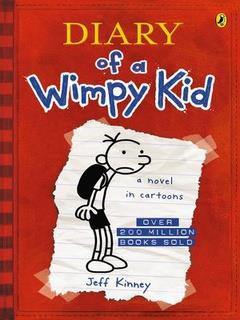 DIARY
of a
Wimpy Kid
a novel
in cartoons
OVER
200 MILLION
BOOKS SOLD
Jeff Kinney